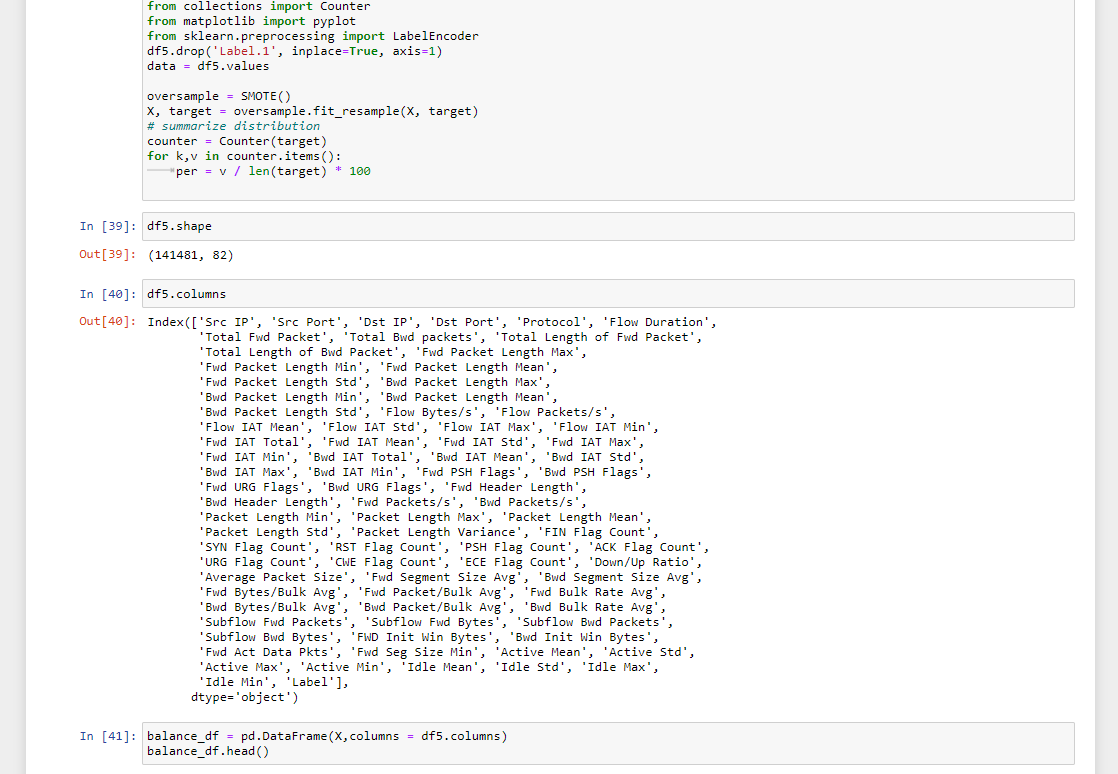 from collections import Counter
from matplotlib import pyplot
from sklearn.preprocessing import LabelEncoder
df5.drop('Label.1', inplace=True, axis=1)
data = df5.values
oversample = SMOTE()
X, target = oversample.fit_resample(X, target)
# summarize distribution
counter = Counter(target)
for k,v in counter.items():
per = v / len(target) * 100
In [39]: df5.shape
Out[39]: (141481, 82)
In [40]: df5.columns
Out[40]: Index(['Src IP', 'Src Port', 'Dst IP', 'Dst Port', 'Protocol', 'Flow Duration',
'Total Fwd Packet', 'Total Bwd packets', 'Total Length of Fwd Packet',
'Total Length of Bwd Packet', 'Fwd Packet Length Max',
'Fwd Packet Length Min', 'Fwd Packet Length Mean',
'Fwd Packet Length Std', 'Bwd Packet Length Max',
'Bwd Packet Length Min', 'Bwd Packet Length Mean',
'Bwd Packet Length Std', 'Flow Bytes/s', 'Flow Packets/s',
'Flow IAT Mean', 'Flow IAT Std', 'Flow IAT Max', 'Flow IAT Min',
'Fwd IAT Total', 'Fwd IAT Mean', 'Fwd IAT Std', 'Fwd IAT Max',
'Fwd IAT Min', 'Bwd IAT Total', 'Bwd IAT Mean', 'Bwd IAT Std',
'Bwd IAT Max', 'Bwd IAT Min', 'Fwd PSH Flags', 'Bwd PSH Flags',
'Fwd URG Flags', 'Bwd URG Flags', 'Fwd Header Length',
'Bwd Header Length', 'Fwd Packets/s', 'Bwd Packets/s',
'Packet Length Min', 'Packet Length Max', 'Packet Length Mean',
'Packet Length Std', 'Packet Length Variance', 'FIN Flag Count',
'SYN Flag Count', 'RST Flag Count', 'PSH Flag Count', 'ACK Flag Count',
'URG Flag Count', 'CWE Flag Count', 'ECE Flag Count', 'Down/Up Ratio',
'Average Packet Size', 'Fwd Segment Size Avg', 'Bwd Segment Size Avg',
'Fwd Bytes/Bulk Avg', 'Fwd Packet/Bulk Avg', 'Fwd Bulk Rate Avg',
'Bwd Bytes/Bulk Avg', 'Bwd Packet/Bulk Avg', 'Bwd Bulk Rate Avg',
'Subflow Fwd Packets', 'Subflow Fwd Bytes', 'Subflow Bwd Packets',
'Subflow Bwd Bytes', 'FWD Init Win Bytes', 'Bwd Init Win Bytes',
'Fwd Act Data Pkts', 'Fwd Seg Size Min', 'Active Mean', 'Active Std',
'Active Max', 'Active Min', 'Idle Mean', 'Idle Std', 'Idle Max',
'Idle Min', 'Label'],
dtype='object')
In [41]: balance_df = pd.DataFrame(X,columns = df5.columns)
balance_df.head()